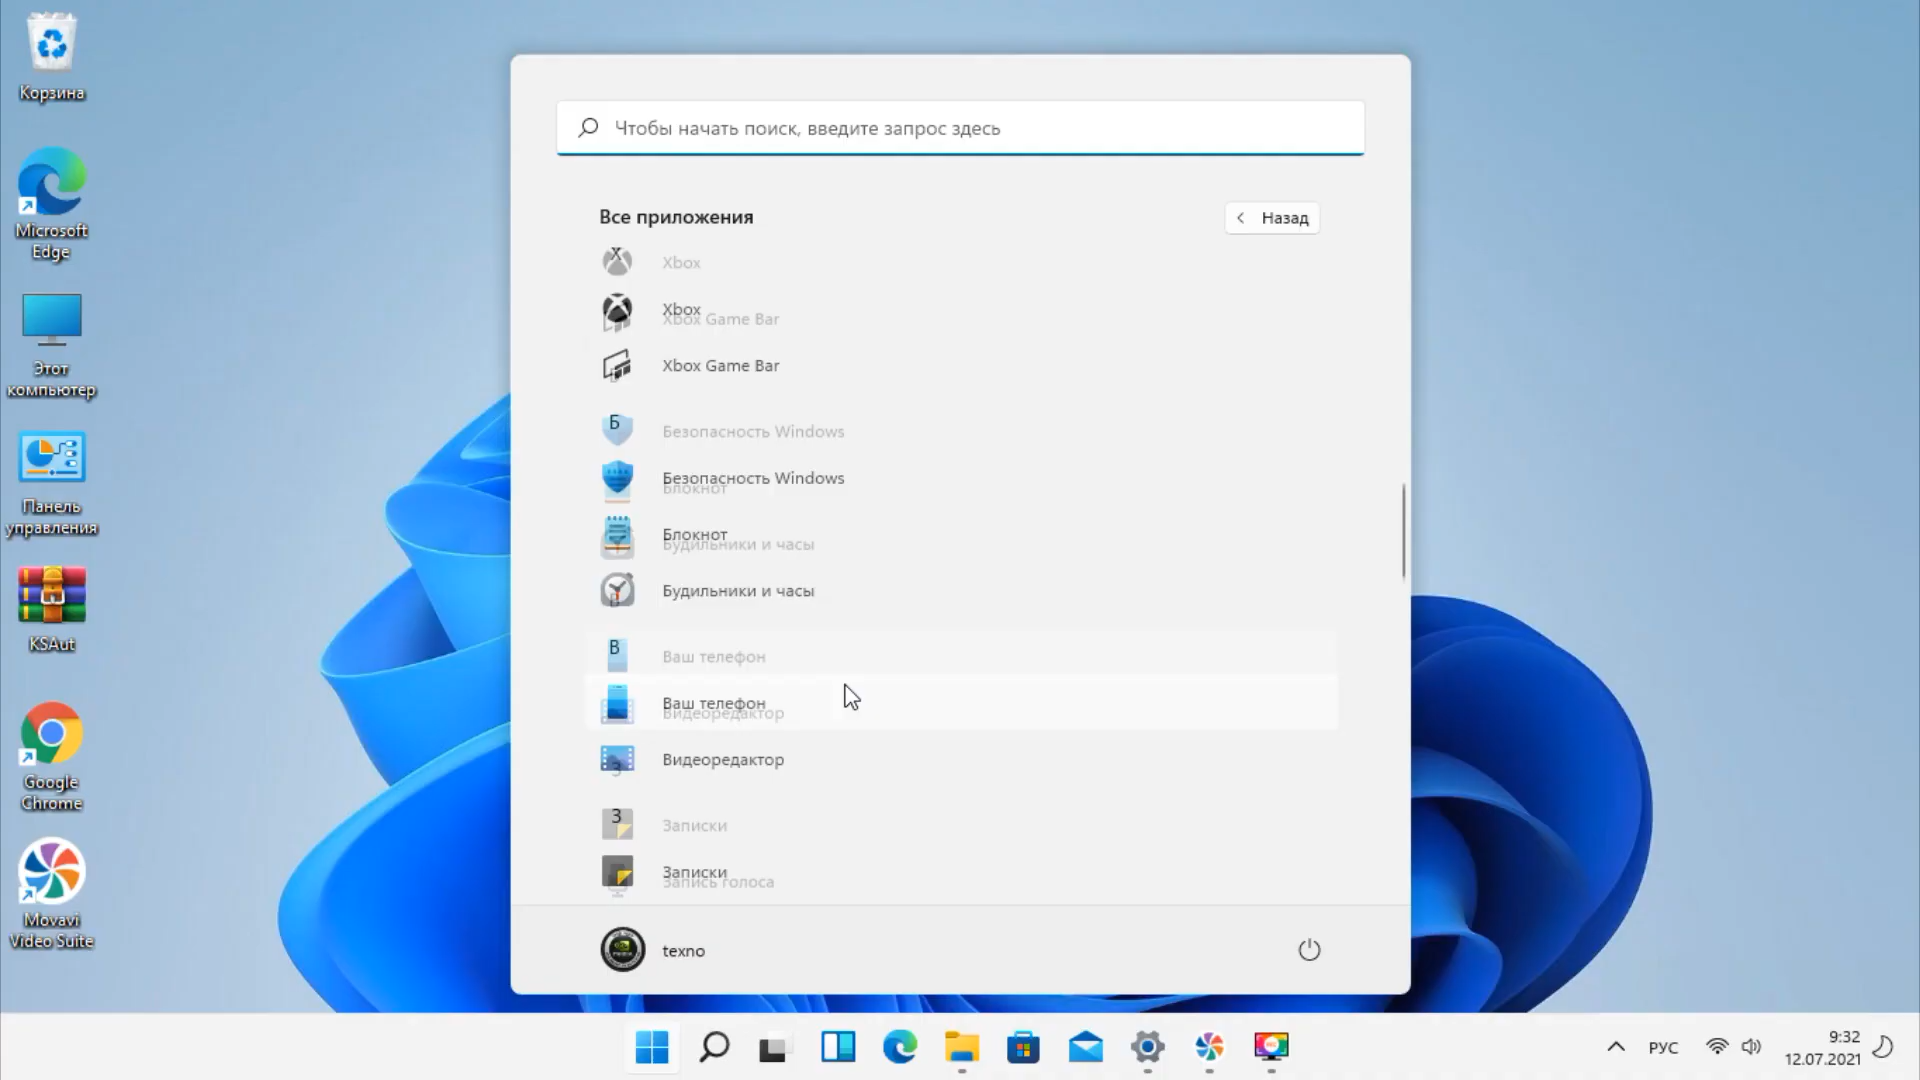 Корзина
Microsoft
Edge
Этот
компьютер
Панель
управления
KSAut
Google
Chrome
Movavi
Video Suite
Чтобы начать поиск, введите запрос здесь
Все приложения
Назад
Xbox
Xbox
Xbox Game Bar
Xbox Game Bar
Б
Безопасность Windows
Безопасность Windows
Блокнот
Блокнот
Будильники и часы
Будильники и часы
В
Ваш телефон
Ваш телефон
Видеоредактор
Видеоредактор
З
Записки
Записки
Запись голоса
texno
РУС
9:32
12.07.2021